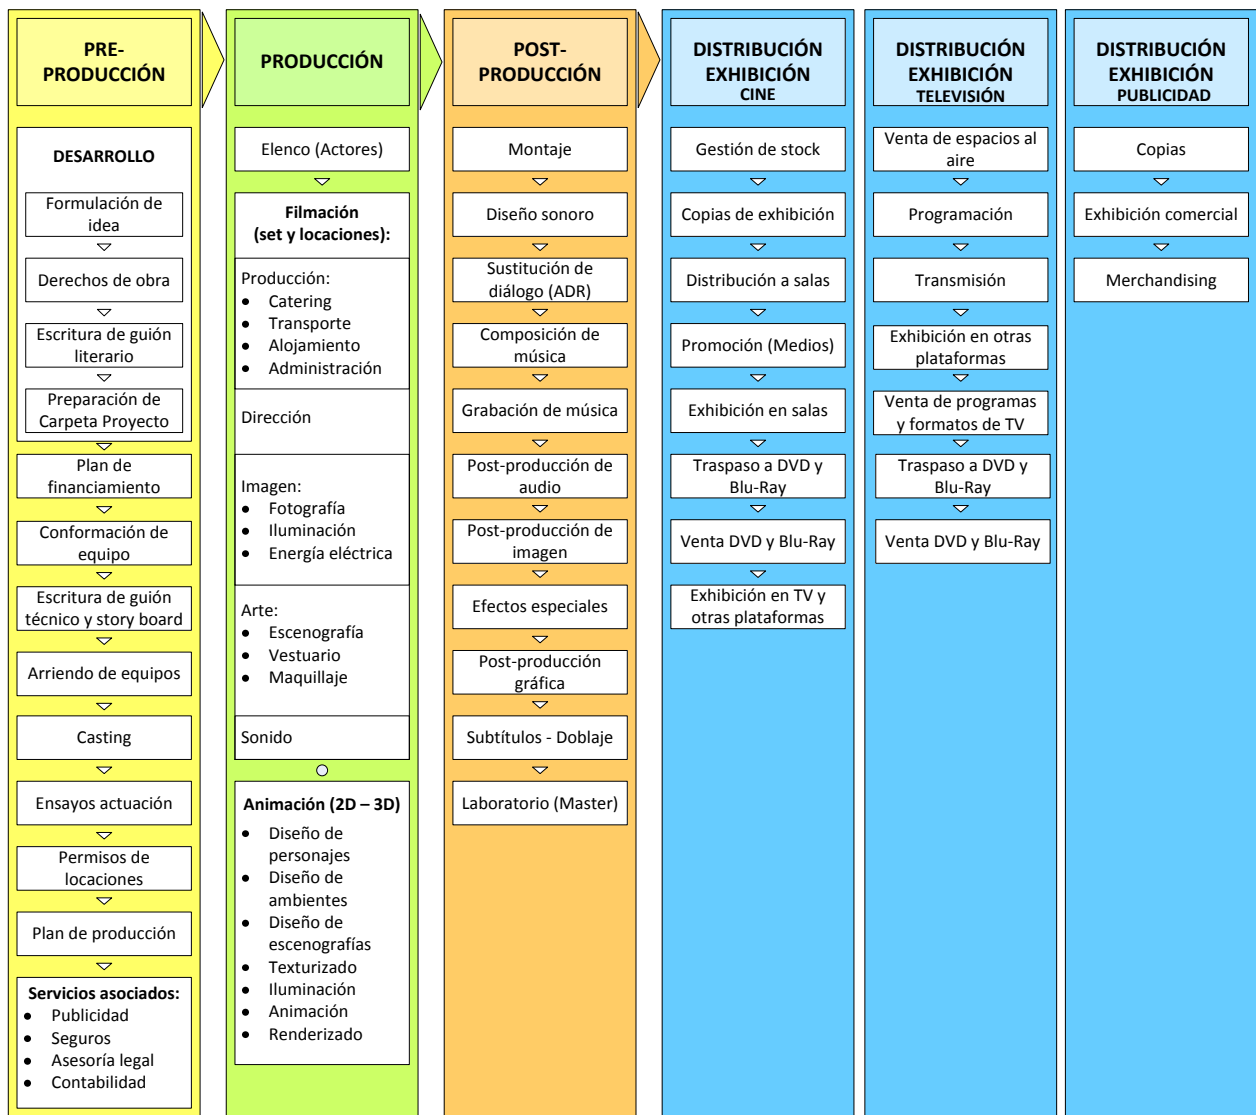 PRE-
PRODUCCIÓN
DESARROLLO
Formulación de
idea
Derechos de obra
Escritura de guión
literario
Preparación de
Carpeta Proyecto
Plan de
financiamiento
Conformación de
equipo
Escritura de guión
técnico y story board
Arriendo de equipos
Casting
Ensayos actuación
Permisos de
locaciones
Plan de producción
Servicios asociados:
• Publicidad
• Seguros
• Asesoría legal
• Contabilidad
PRODUCCIÓN
Elenco (Actores)
Filmación
(set y locaciones):
Producción:
• Catering
• Transporte
• Alojamiento
• Administración
Dirección
Imagen:
• Fotografía
• Iluminación
• Energía eléctrica
Arte:
• Escenografía
• Vestuario
• Maquillaje
Sonido
Animación (2D – 3D)
• Diseño de
personajes
• Diseño de
ambientes
• Diseño de
escenografías
• Texturizado
• Iluminación
• Animación
• Renderizado
POST-
PRODUCCIÓN
Montaje
Diseño sonoro
Sustitución de
diálogo (ADR)
Composición de
música
Grabación de música
Post-producción de
audio
Post-producción de
imagen
Efectos especiales
Post-producción
gráfica
Subtítulos - Doblaje
Laboratorio (Master)
DISTRIBUCIÓN
EXHIBICIÓN
CINE
Gestión de stock
Copias de exhibición
Distribución a salas
Promoción (Medios)
Exhibición en salas
Traspaso a DVD y
Blu-Ray
Venta DVD y Blu-Ray
Exhibición en TV y
otras plataformas
DISTRIBUCIÓN
EXHIBICIÓN
TELEVISIÓN
Venta de espacios al
aire
Programación
Transmisión
Exhibición en otras
plataformas
Venta de programas
y formatos de TV
Traspaso a DVD y
Blu-Ray
Venta DVD y Blu-Ray
DISTRIBUCIÓN
EXHIBICIÓN
PUBLICIDAD
Copias
Exhibición comercial
Merchandising